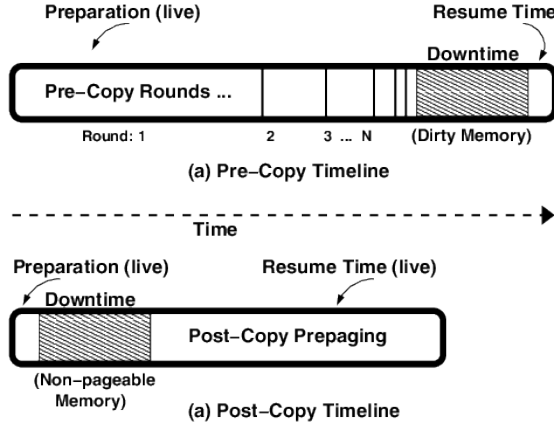 Preparation (live)
Resume Time
Downtime
Pre-Copy Rounds ...
Round: 1
2
3 ... N
(Dirty Memory)
(a) Pre-Copy Timeline
Time
Preparation (live)
Resume Time (live)
Downtime
Post-Copy Prepaging
(Non-pageable
Memory)
(a) Post-Copy Timeline